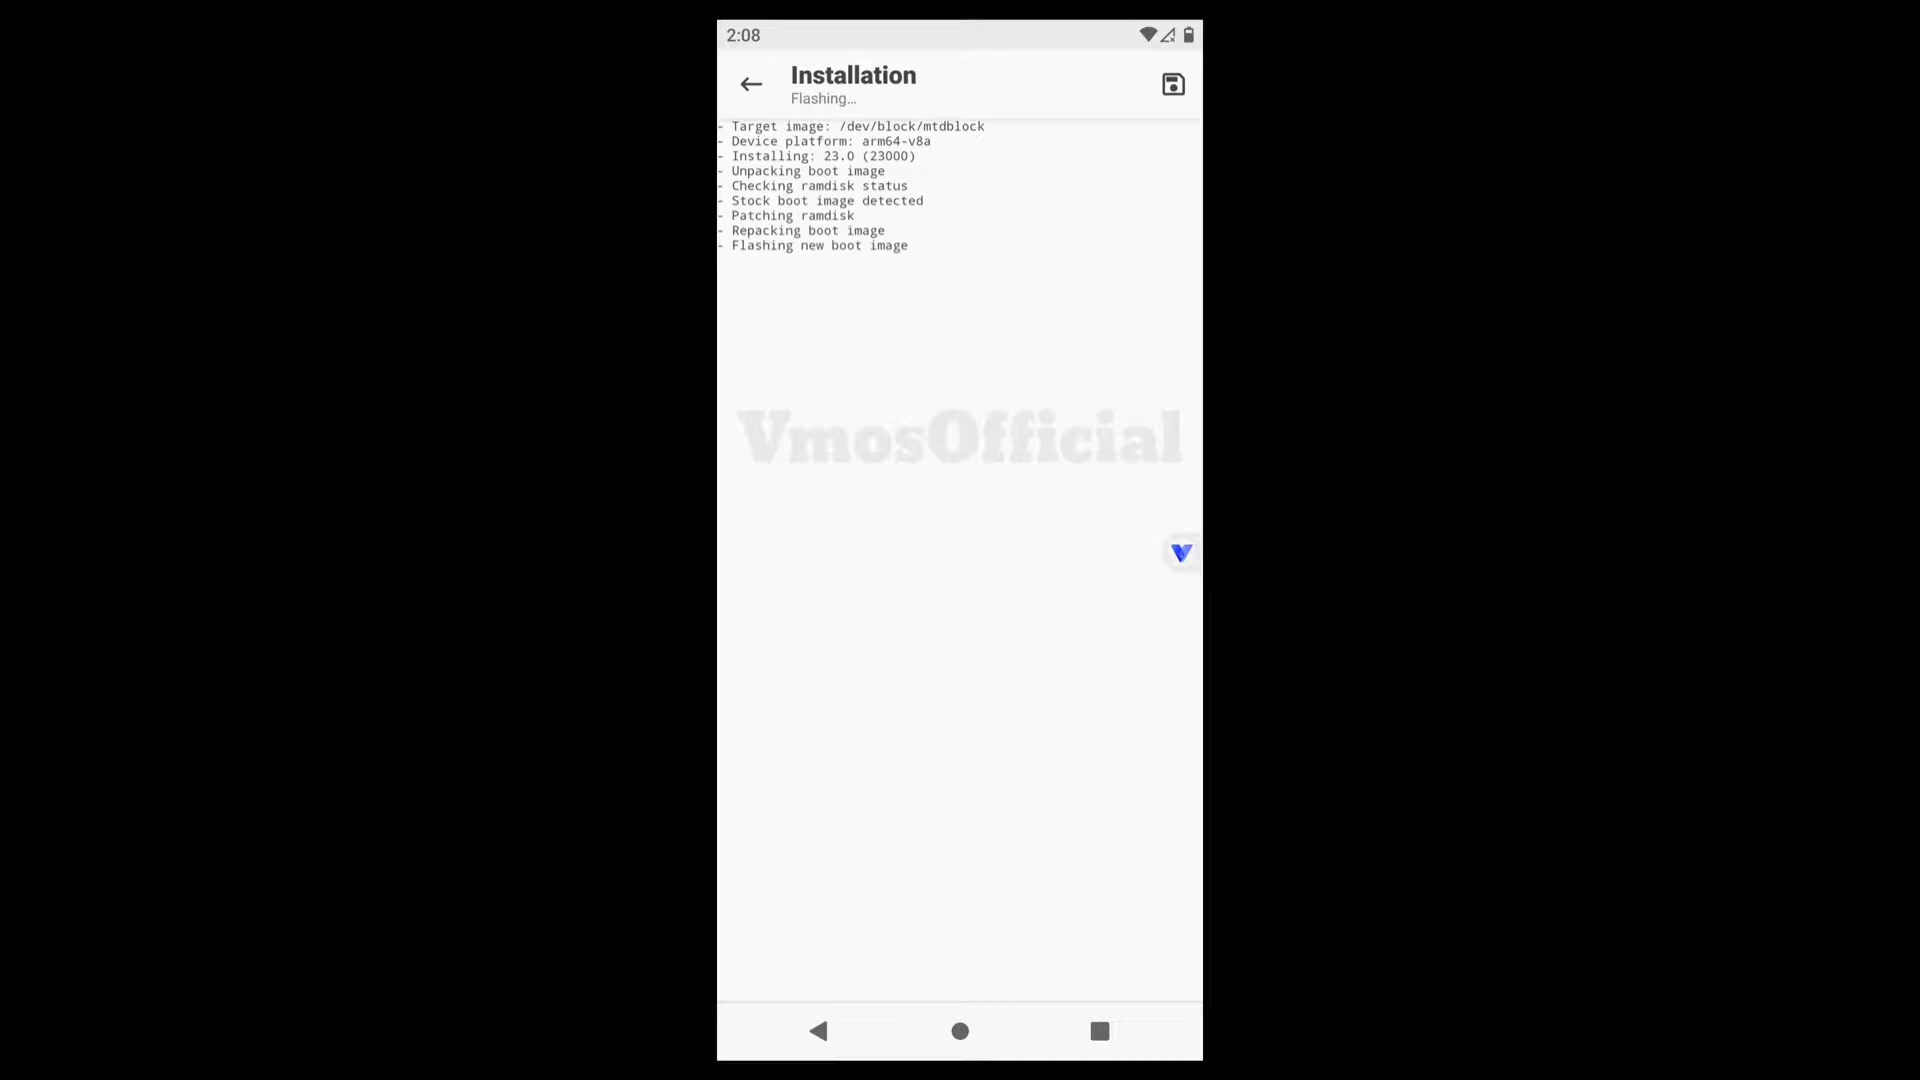 2:08
Installation
Flashing...
- Target image: /dev/block/mtdblock
- Device platform: arm64-v8a
- Installing: 23.0 (23000)
- Unpacking boot image
- Checking ramdisk status
- Stock boot image detected
- Patching ramdisk
- Repacking boot image
- Flashing new boot image
VmosOfficial